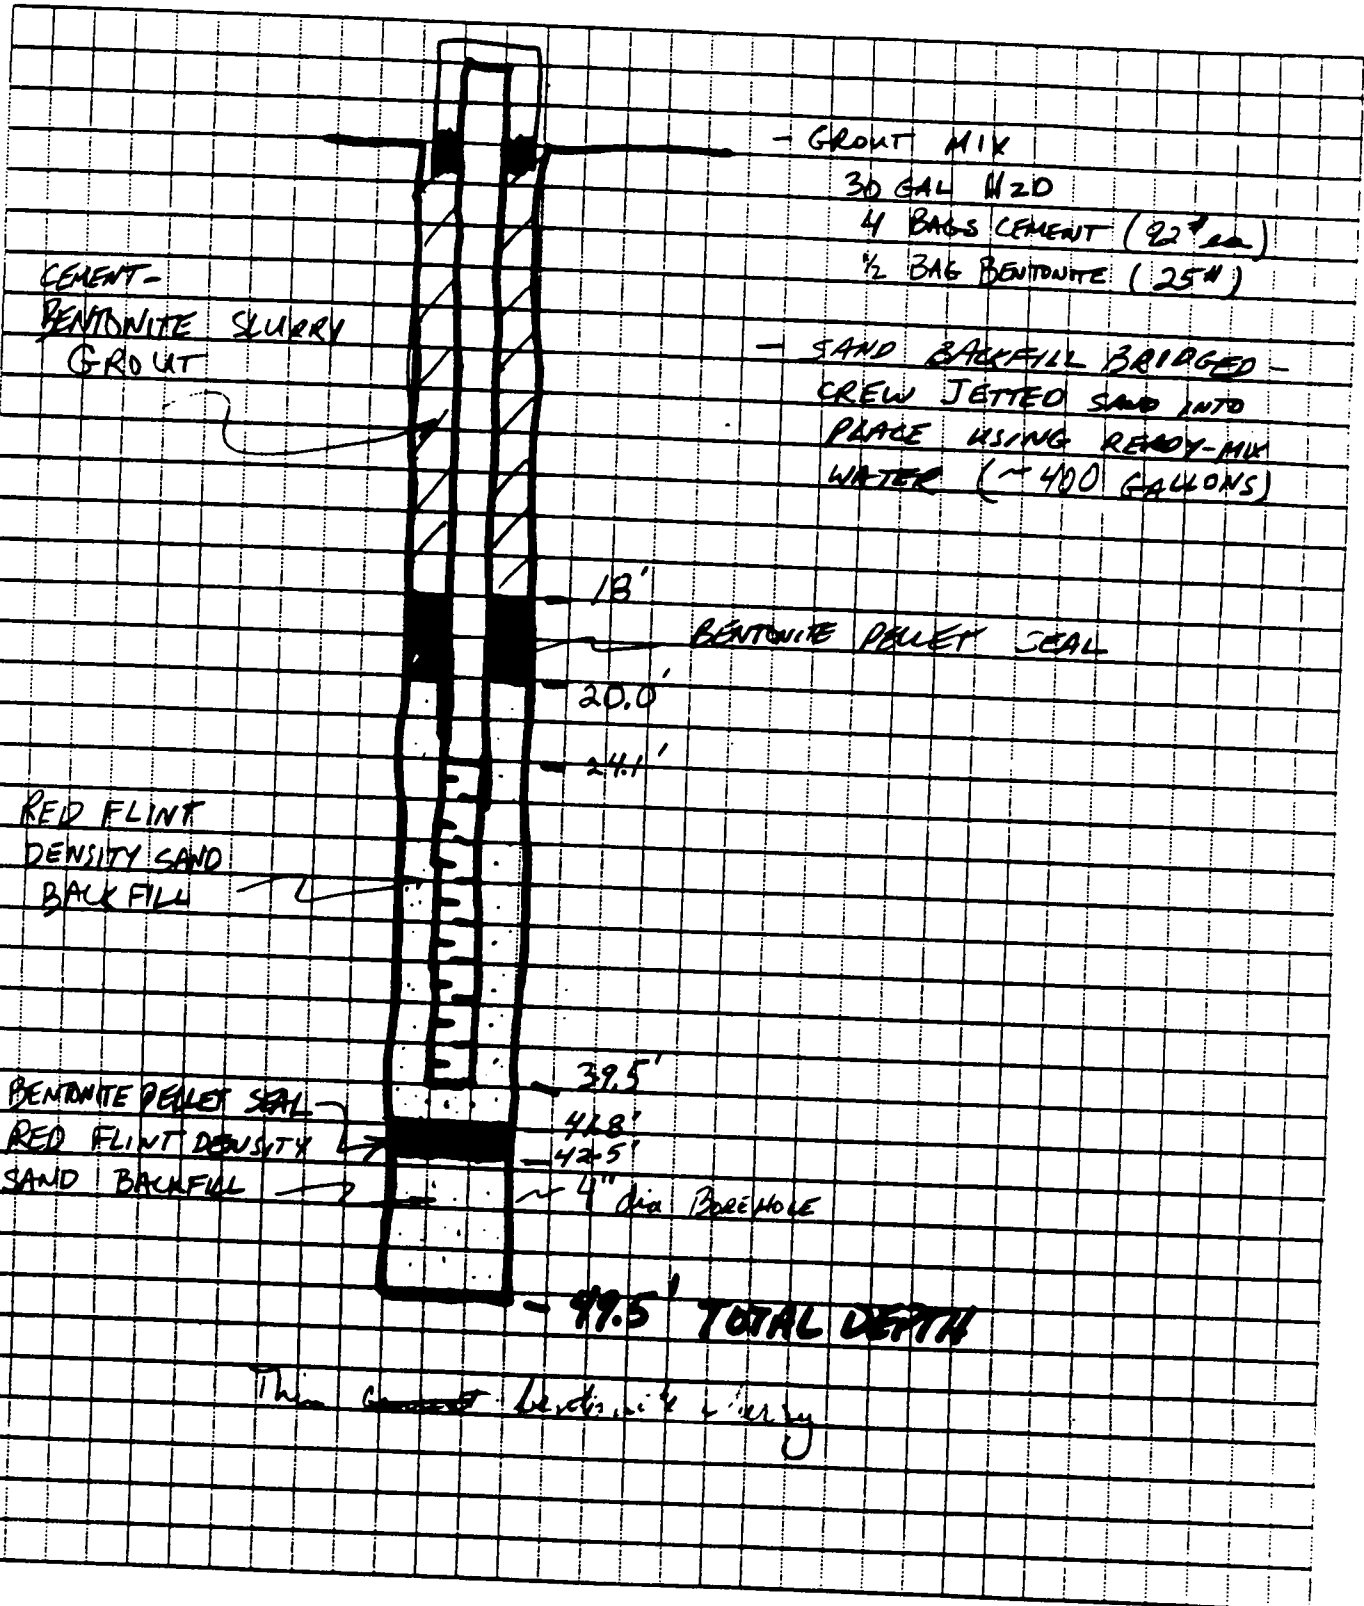 - GROUT MIX
30 GAL H2O
4 BAGS CEMENT (92# ea)
1/2 BAG BENTONITE (25#)
CEMENT-
BENTONITE SLURRY
GROUT
- SAND BACKFILL BRIDGED -
CREW JETTED SAND INTO
PLACE USING READY-MIX
WATER (~400 GALLONS)
- 18'
BENTONITE PELLET SEAL
- 20.0'
- 24.1'
RED FLINT
DENSITY SAND
BACKFILL
- 39.5'
BENTONITE PELLET SEAL
41.8'
RED FLINT DENSITY
- 42.5'
SAND BACKFILL
~ 4" dia BOREHOLE
- 49.5' TOTAL DEPTH
Thin bentonite slurry